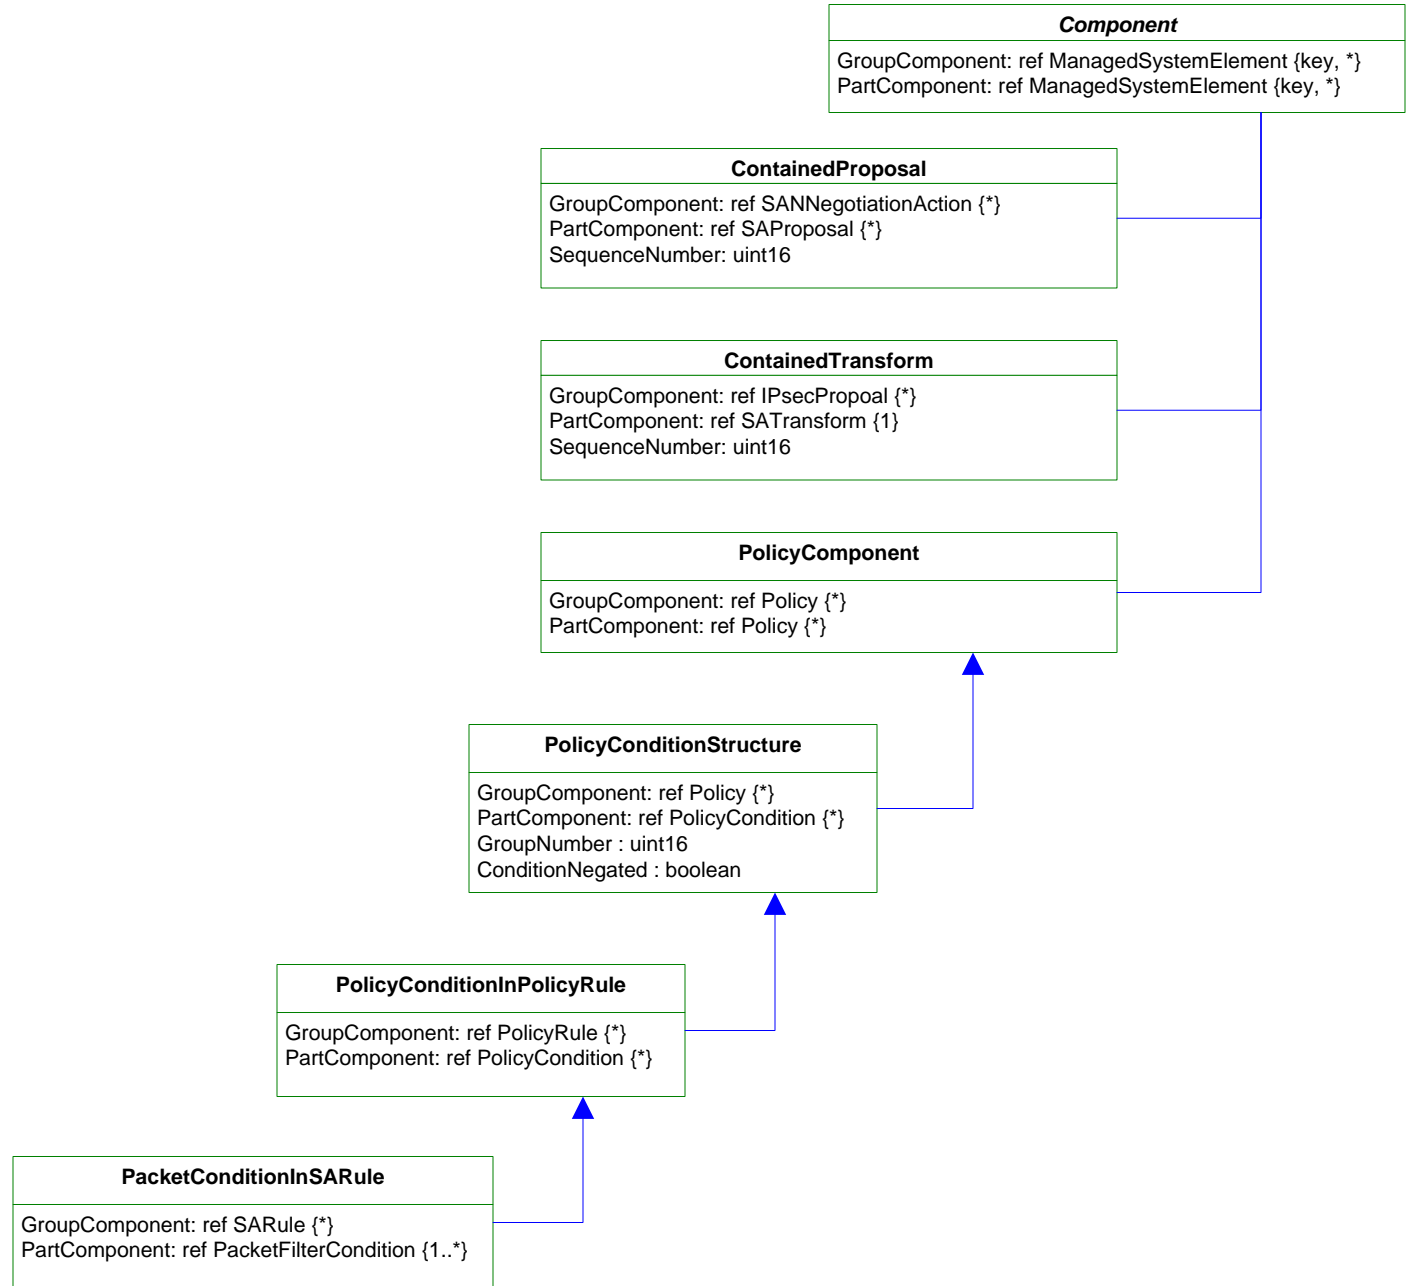 Component
GroupComponent: ref ManagedSystemElement {key, *}
PartComponent: ref ManagedSystemElement {key, *}
ContainedProposal
GroupComponent: ref SANNegotiationAction {*}
PartComponent: ref SAProposal {*}
SequenceNumber: uint16
ContainedTransform
GroupComponent: ref IPsecPropoal {*}
PartComponent: ref SATransform {1}
SequenceNumber: uint16
PolicyComponent
GroupComponent: ref Policy {*}
PartComponent: ref Policy {*}
PolicyConditionStructure
GroupComponent: ref Policy {*}
PartComponent: ref PolicyCondition {*}
GroupNumber : uint16
ConditionNegated : boolean
PolicyConditionInPolicyRule
GroupComponent: ref PolicyRule {*}
PartComponent: ref PolicyCondition {*}
PacketConditionInSARule
GroupComponent: ref SARule {*}
PartComponent: ref PacketFilterCondition {1..*}